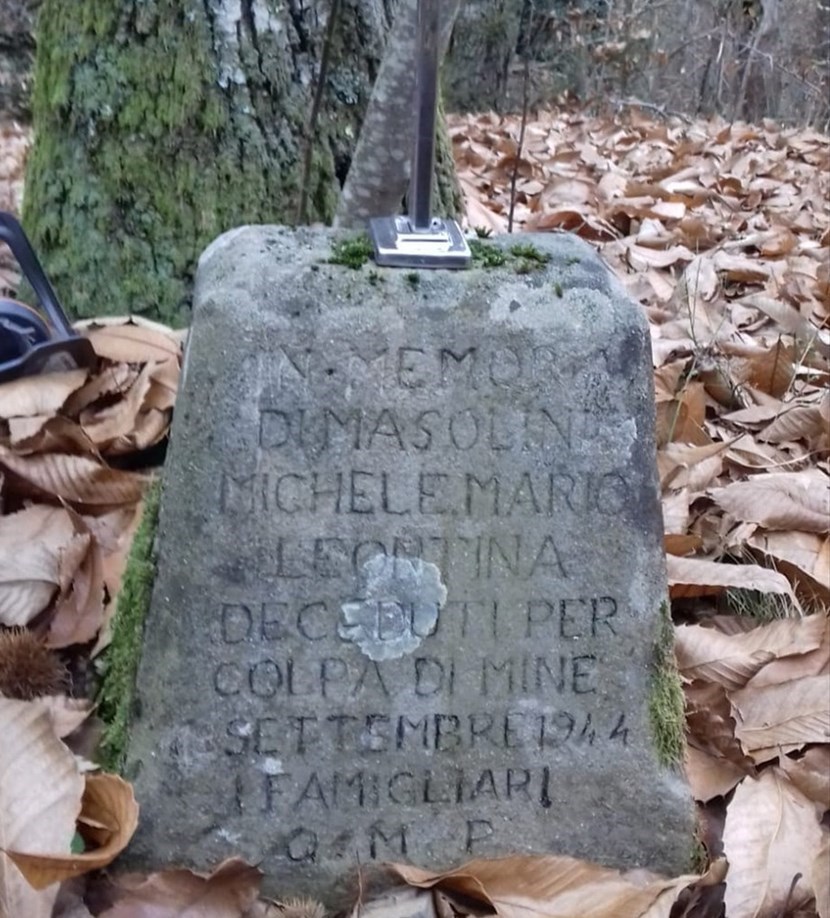 IN MEMORIA
DI MASOLINI
MICHELE MARIO
LEONTINA
DECEDUTI PER
COLPA DI MINE
SETTEMBRE 1944
I FAMIGLIARI
Q. M. P.